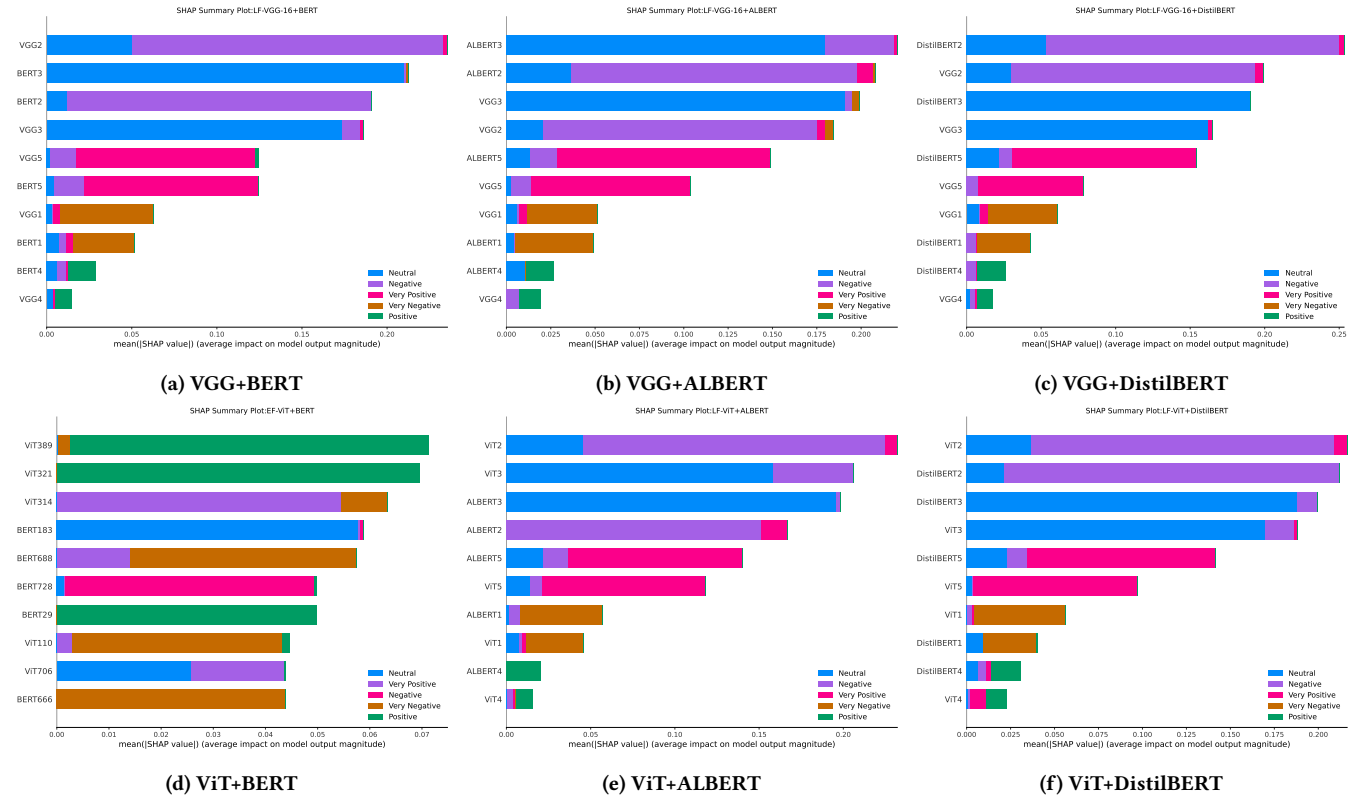 SHAP Summary Plot:LF-VGG-16+BERT
VGG2
BERT3
BERT2
VGG3
VGG5
BERT5
VGG1
BERT1
BERT4
VGG4
Neutral
Negative
Very Positive
Very Negative
Positive
0.00 0.05 0.10 0.15 0.20
mean(|SHAP value|) (average impact on model output magnitude)
(a) VGG+BERT
SHAP Summary Plot:LF-VGG-16+ALBERT
ALBERT3
ALBERT2
VGG3
VGG2
ALBERT5
VGG5
VGG1
ALBERT1
ALBERT4
VGG4
Neutral
Negative
Very Positive
Very Negative
Positive
0.000 0.025 0.050 0.075 0.100 0.125 0.150 0.175 0.200
mean(|SHAP value|) (average impact on model output magnitude)
(b) VGG+ALBERT
SHAP Summary Plot:LF-VGG-16+DistilBERT
DistilBERT2
VGG2
DistilBERT3
VGG3
DistilBERT5
VGG5
VGG1
DistilBERT1
DistilBERT4
VGG4
Neutral
Negative
Very Positive
Very Negative
Positive
0.00 0.05 0.10 0.15 0.20 0.25
mean(|SHAP value|) (average impact on model output magnitude)
(c) VGG+DistilBERT
SHAP Summary Plot:EF-ViT+BERT
ViT389
ViT321
ViT314
BERT183
BERT688
BERT728
BERT29
ViT110
ViT706
BERT666
Neutral
Very Positive
Negative
Very Negative
Positive
0.00 0.01 0.02 0.03 0.04 0.05 0.06 0.07
mean(|SHAP value|) (average impact on model output magnitude)
(d) ViT+BERT
SHAP Summary Plot:LF-ViT+ALBERT
ViT2
ViT3
ALBERT3
ALBERT2
ALBERT5
ViT5
ALBERT1
ViT1
ALBERT4
ViT4
Neutral
Negative
Very Positive
Very Negative
Positive
0.00 0.05 0.10 0.15 0.20
mean(|SHAP value|) (average impact on model output magnitude)
(e) ViT+ALBERT
SHAP Summary Plot:LF-ViT+DistilBERT
ViT2
DistilBERT2
DistilBERT3
ViT3
DistilBERT5
ViT5
ViT1
DistilBERT1
DistilBERT4
ViT4
Neutral
Negative
Very Positive
Very Negative
Positive
0.000 0.025 0.050 0.075 0.100 0.125 0.150 0.175 0.200
mean(|SHAP value|) (average impact on model output magnitude)
(f) ViT+DistilBERT